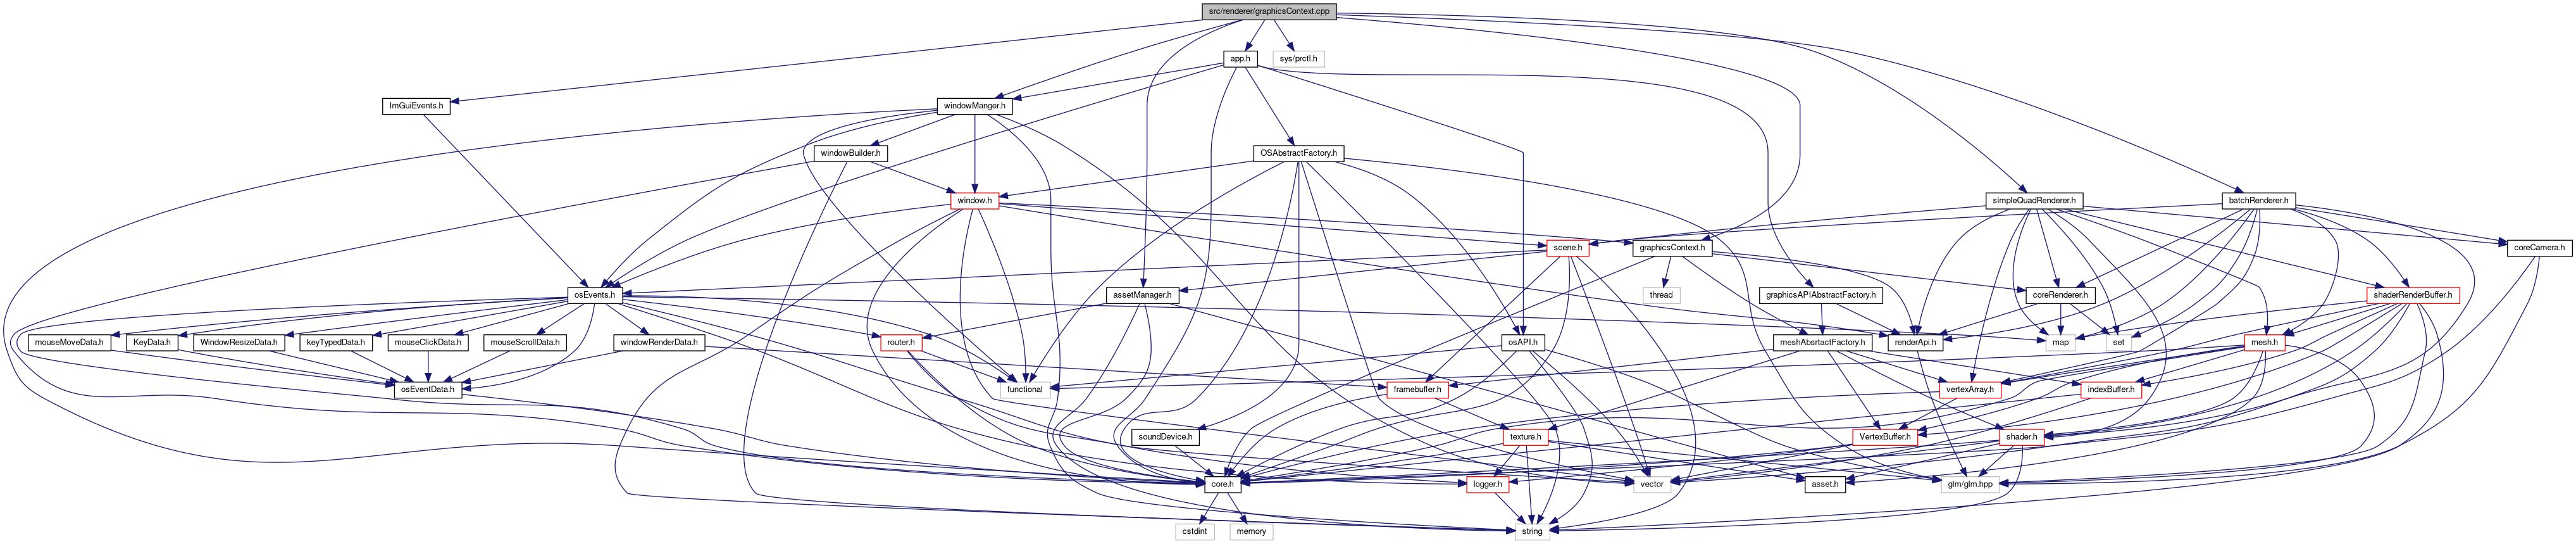 src/renderer/graphicsContext.cpp
app.h
sys/prctl.h
ImGuiEvents.h
windowManger.h
windowBuilder.h
OSAbstractFactory.h
window.h
simpleQuadRenderer.h
batchRenderer.h
scene.h
graphicsContext.h
coreCamera.h
osEvents.h
assetManager.h
thread
graphicsAPIAbstractFactory.h
coreRenderer.h
shaderRenderBuffer.h
mouseMoveData.h
KeyData.h
WindowResizeData.h
keyTypedData.h
mouseClickData.h
mouseScrollData.h
windowRenderData.h
router.h
osAPI.h
meshAbsrtactFactory.h
renderApi.h
map
set
mesh.h
osEventData.h
functional
framebuffer.h
vertexArray.h
indexBuffer.h
soundDevice.h
texture.h
VertexBuffer.h
shader.h
core.h
logger.h
vector
asset.h
glm/glm.hpp
cstdint
memory
string